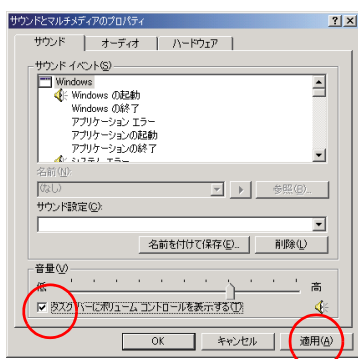 サウンドとマルチメディアのプロパティ
サウンド オーディオ ハードウェア
サウンド イベント(S)
Windows
Windows の起動
Windows の終了
アプリケーション エラー
アプリケーションの起動
アプリケーションの終了
システム エラー
名前(N):
(なし) 参照(B)...
サウンド設定(C):
名前を付けて保存(E)... 削除(L)
音量(V)
低 高
タスク バーにボリューム コントロールを表示する(T)
OK キャンセル 適用(A)